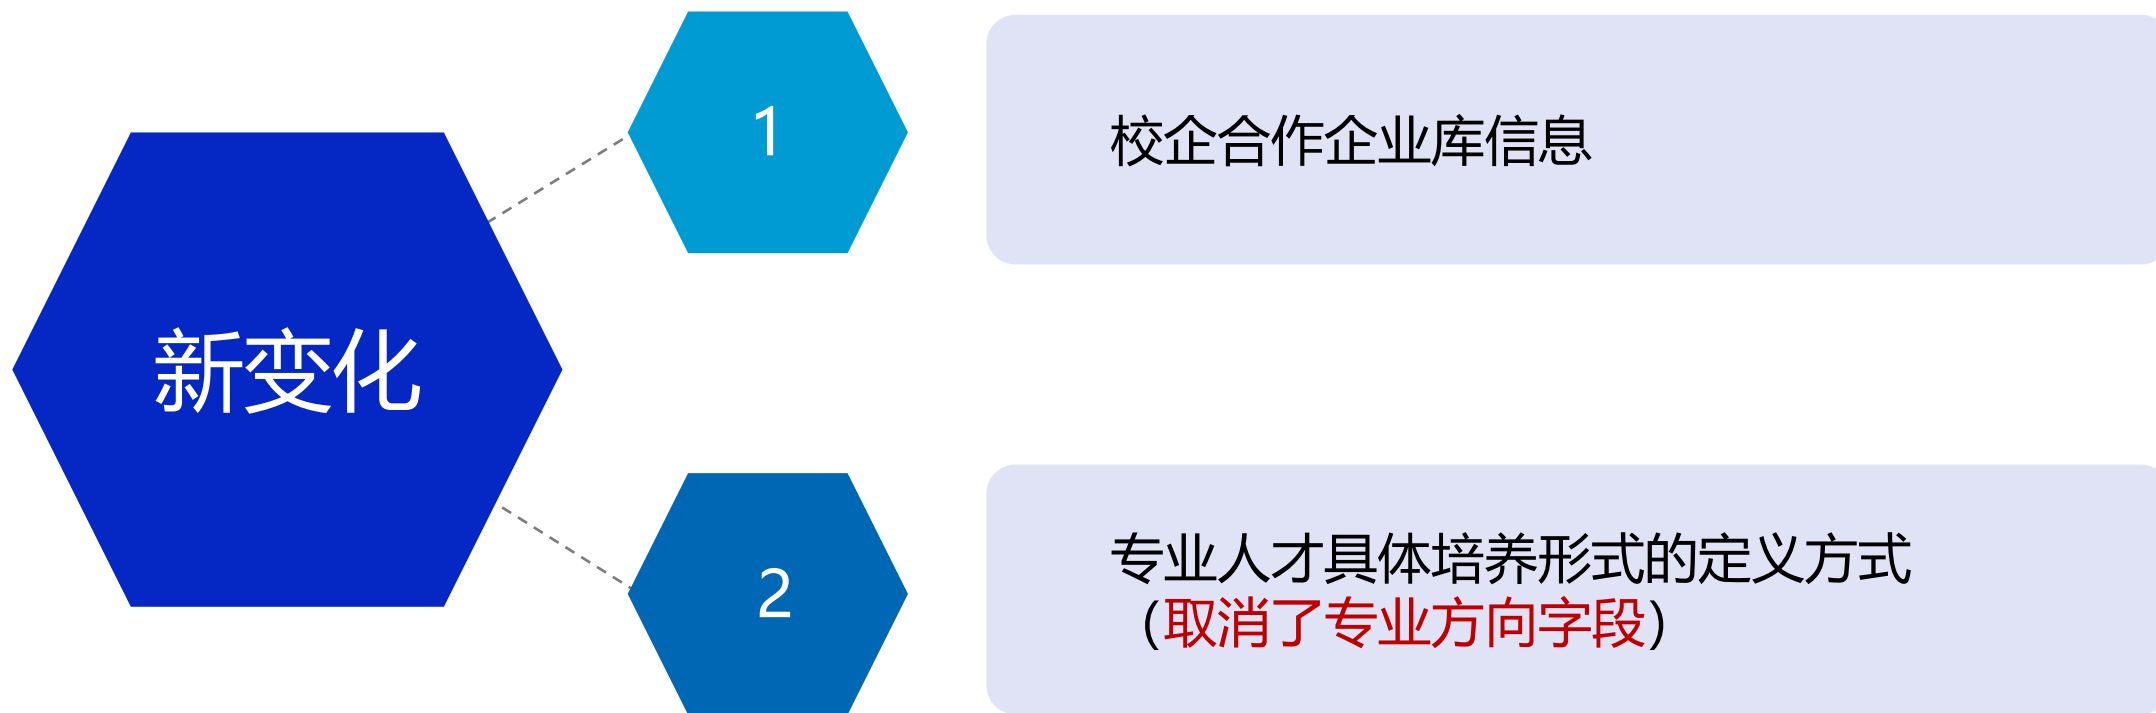 新变化
1
校企合作企业库信息
2
专业人才具体培养形式的定义方式
（取消了专业方向字段）